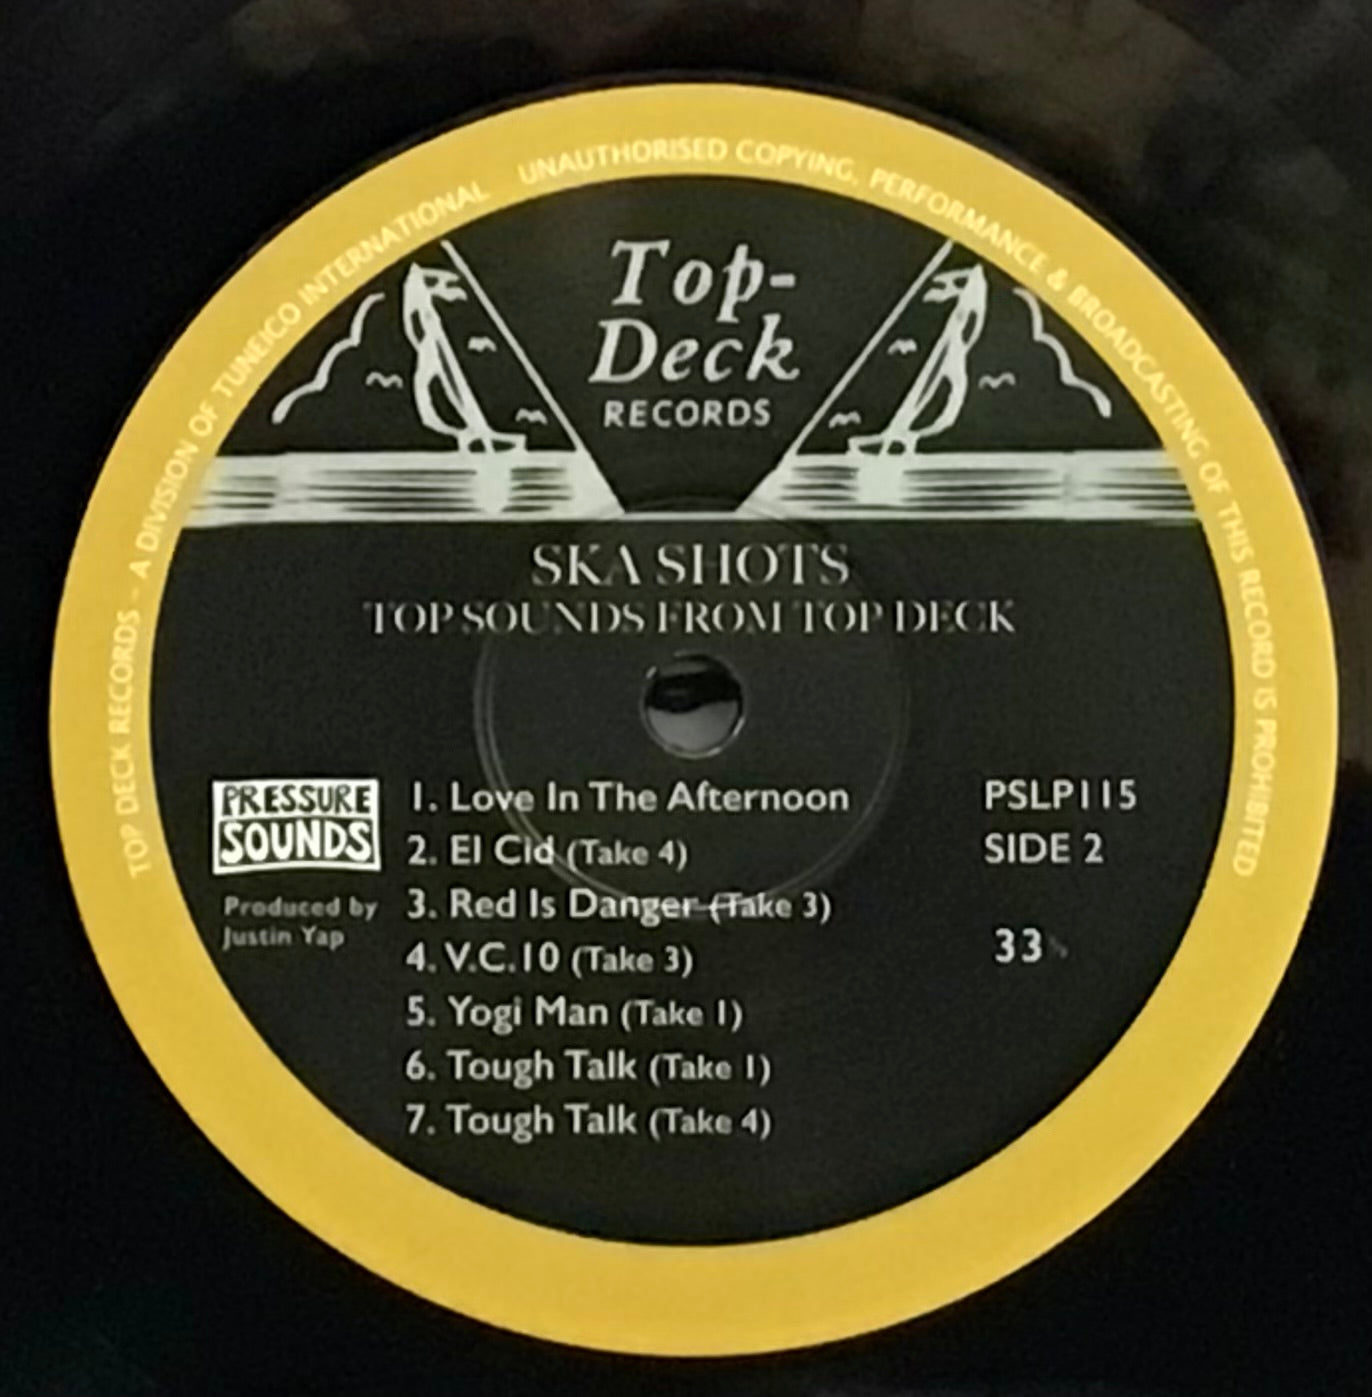 TOP DECK RECORDS - A DIVISION OF TUNEICO INTERNATIONAL UNAUTHORISED COPYING, PERFORMANCE & BROADCASTING OF THIS RECORD IS PROHIBITED
Top-
Deck
RECORDS
SKA SHOTS
TOP SOUNDS FROM TOP DECK
PRESSURE
SOUNDS
Produced by
Justin Yap
1. Love In The Afternoon
2. El Cid (Take 4)
3. Red Is Danger (Take 3)
4. V.C.10 (Take 3)
5. Yogi Man (Take 1)
6. Tough Talk (Take 1)
7. Tough Talk (Take 4)
PSLP115
SIDE 2
33